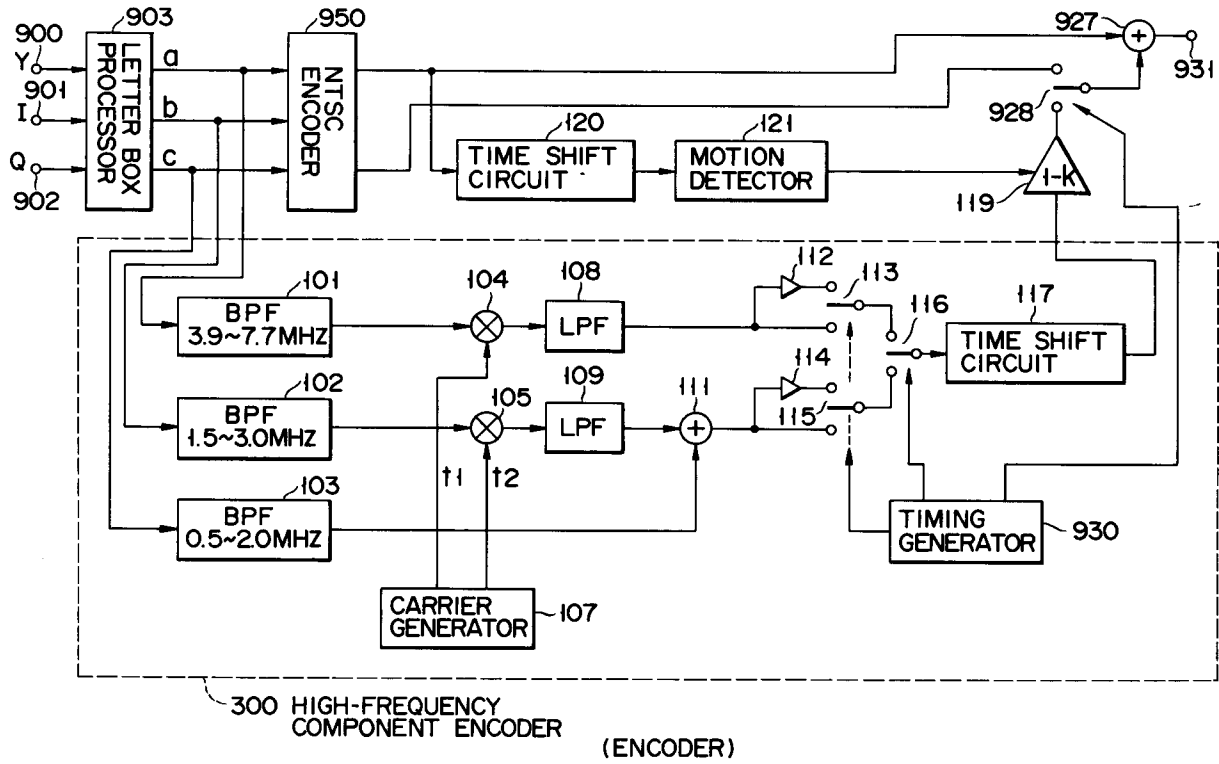 903
950
927
900
Y
901
I
Q
902
LETTER BOX
PROCESSOR
a
b
c
NTSC
ENCODER
931
928
120
TIME SHIFT
CIRCUIT
121
MOTION
DETECTOR
1-K
119
101
BPF
3.9~7.7MHZ
104
108
LPF
112
113
116
117
TIME SHIFT
CIRCUIT
102
BPF
1.5~3.0MHZ
105
109
LPF
111
114
115
t1
t2
103
BPF
0.5~2.0MHZ
TIMING
GENERATOR
930
CARRIER
GENERATOR
107
300 HIGH-FREQUENCY
COMPONENT ENCODER
(ENCODER)